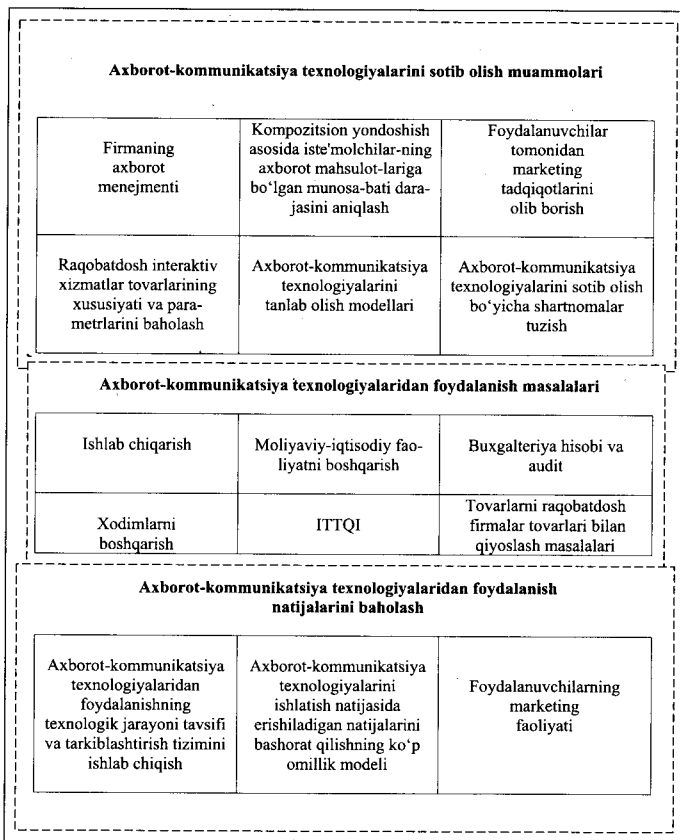 Axborot-kommunikatsiya texnologiyalarini sotib olish muammolari
Firmaning
axborot
menejmenti
Kompozitsion yondoshish
asosida iste'molchilar-ning
axborot mahsulot-lariga
bo‘lgan munosa-bati dara-
jasini aniqlash
Foydalanuvchilar
tomonidan
marketing
tadqiqotlarini
olib borish
Raqobatdosh interaktiv
xizmatlar tovarlarining
xususiyati va para-
metrlarini baholash
Axborot-kommunikatsiya
texnologiyalarini
tanlab olish modellari
Axborot-kommunikatsiya
texnologiyalarini sotib olish
bo‘yicha shartnomalar
tuzish
Axborot-kommunikatsiya texnologiyalaridan foydalanish masalalari
Ishlab chiqarish
Moliyaviy-iqtisodiy fao-
liyatni boshqarish
Buxgalteriya hisobi va
audit
Xodimlarni
boshqarish
ITTQI
Tovarlarni raqobatdosh
firmalar tovarlari bilan
qiyoslash masalalari
Axborot-kommunikatsiya texnologiyalaridan foydalanish
natijalarini baholash
Axborot-kommunikatsiya
texnologiyalaridan
foydalanishning
texnologik jarayoni tavsifi
va tarkiblashtirish tizimini
ishlab chiqish
Axborot-kommunikatsiya
texnologiyalarini
ishlatish natijasida
erishiladigan natijalarini
bashorat qilishning ko‘p
omillik modeli
Foydalanuvchilarning
marketing
faoliyati